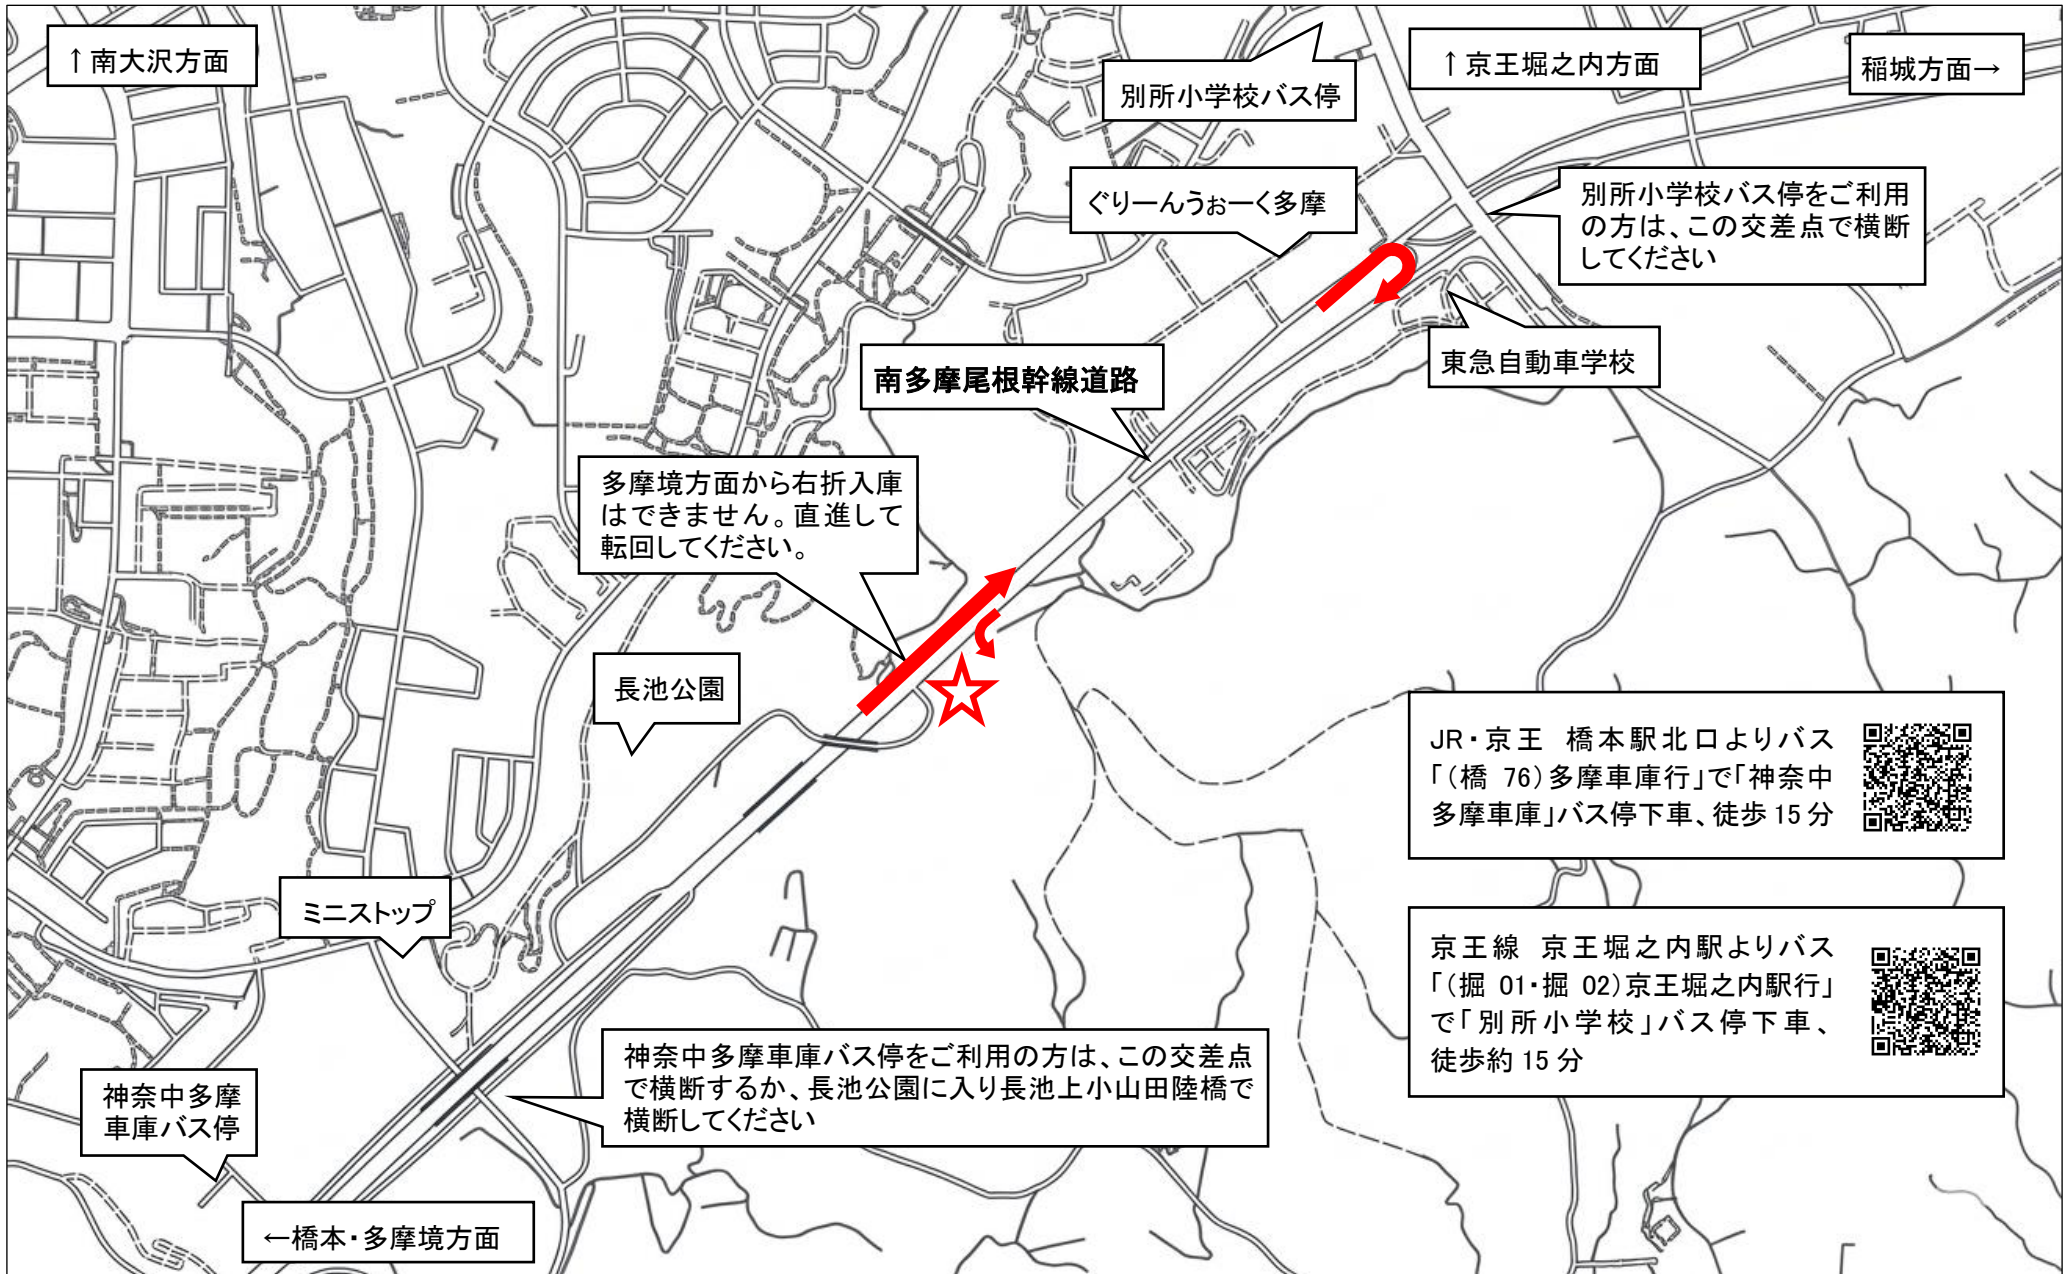 ↑南大沢方面
別所小学校バス停
↑京王堀之内方面
稲城方面→
ぐりーんうぉーく多摩
別所小学校バス停をご利用
の方は、この交差点で横断
してください
東急自動車学校
南多摩尾根幹線道路
多摩境方面から右折入庫
はできません。直進して
転回してください。
長池公園
JR・京王 橋本駅北口よりバス
「(橋 76)多摩車庫行」で「神奈中
多摩車庫」バス停下車、徒歩 15 分
ミニストップ
京王線 京王堀之内駅よりバス
「(掘 01・掘 02)京王堀之内駅行」
で「別所小学校」バス停下車、
徒歩約 15 分
神奈中多摩車庫バス停をご利用の方は、この交差点
で横断するか、長池公園に入り長池上小山田陸橋で
横断してください
神奈中多摩
車庫バス停
←橋本・多摩境方面